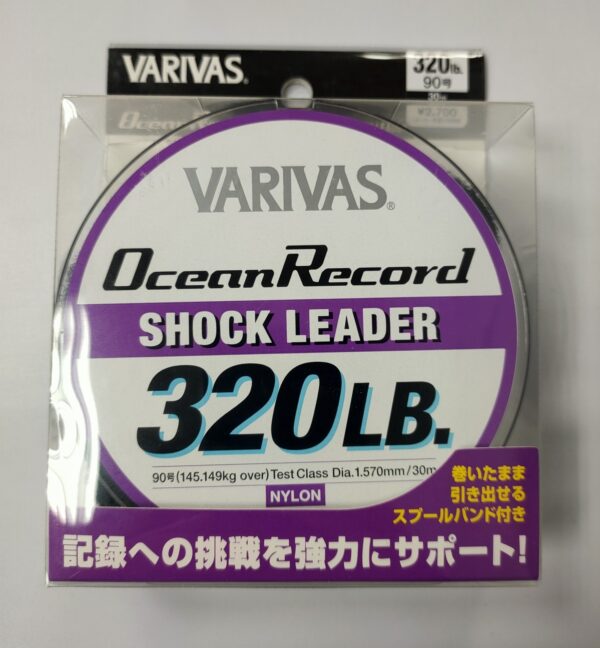 VARIVAS®
320lb.
90号
30m
¥3,700
Ocean Record
VARIVAS®
OceanRecord
SHOCK LEADER
320LB.
90号(145.149kg over) Test Class Dia.1.570mm/30m
NYLON
巻いたまま
引き出せる
スプールバンド付き
記録への挑戦を強力にサポート!